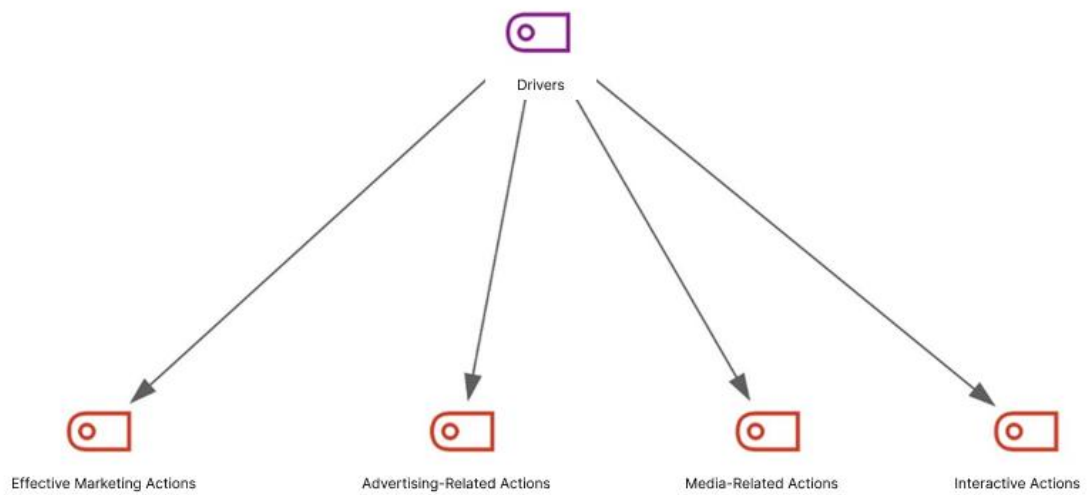 Drivers
Effective Marketing Actions
Advertising-Related Actions
Media-Related Actions
Interactive Actions